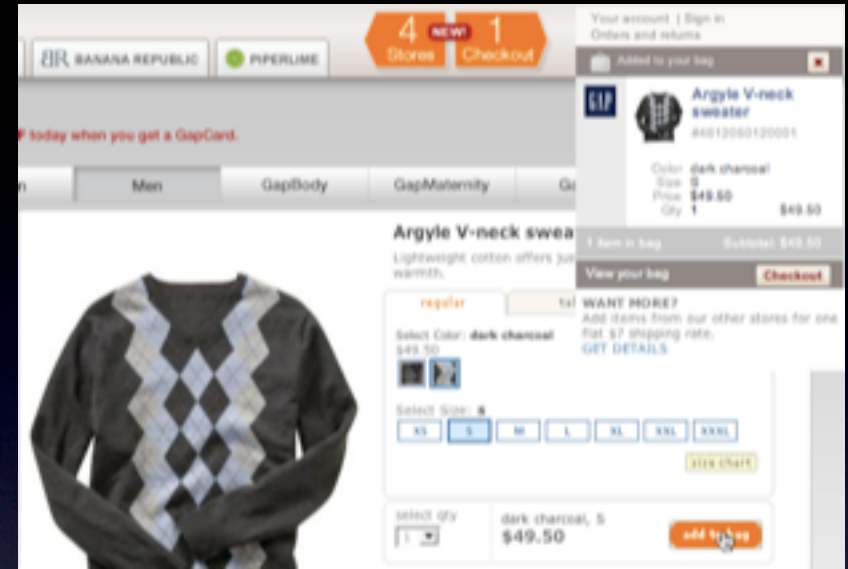 BR BANANA REPUBLIC
PIPERLIME
4 Stores
NEW!
1 Checkout
Your account | Sign in
Orders and returns
Added to your bag
GAP
Argyle V-neck
sweater
Color dark charcoal
Size S
Price $49.50
Qty 1 $49.50
1 item in bag Subtotal: $49.50
View your bag Checkout
WANT MORE?
Add items from our other stores for one
flat $7 shipping rate.
GET DETAILS
today when you get a GapCard.
Men
GapBody
GapMaternity
Argyle V-neck
Lightweight cotton offers
warmth.
regular
Select Color: dark charcoal
$49.50
Select Size: S
XS S M L XL XXL XXXL
size chart
select qty
1
dark charcoal, S
$49.50
add to bag